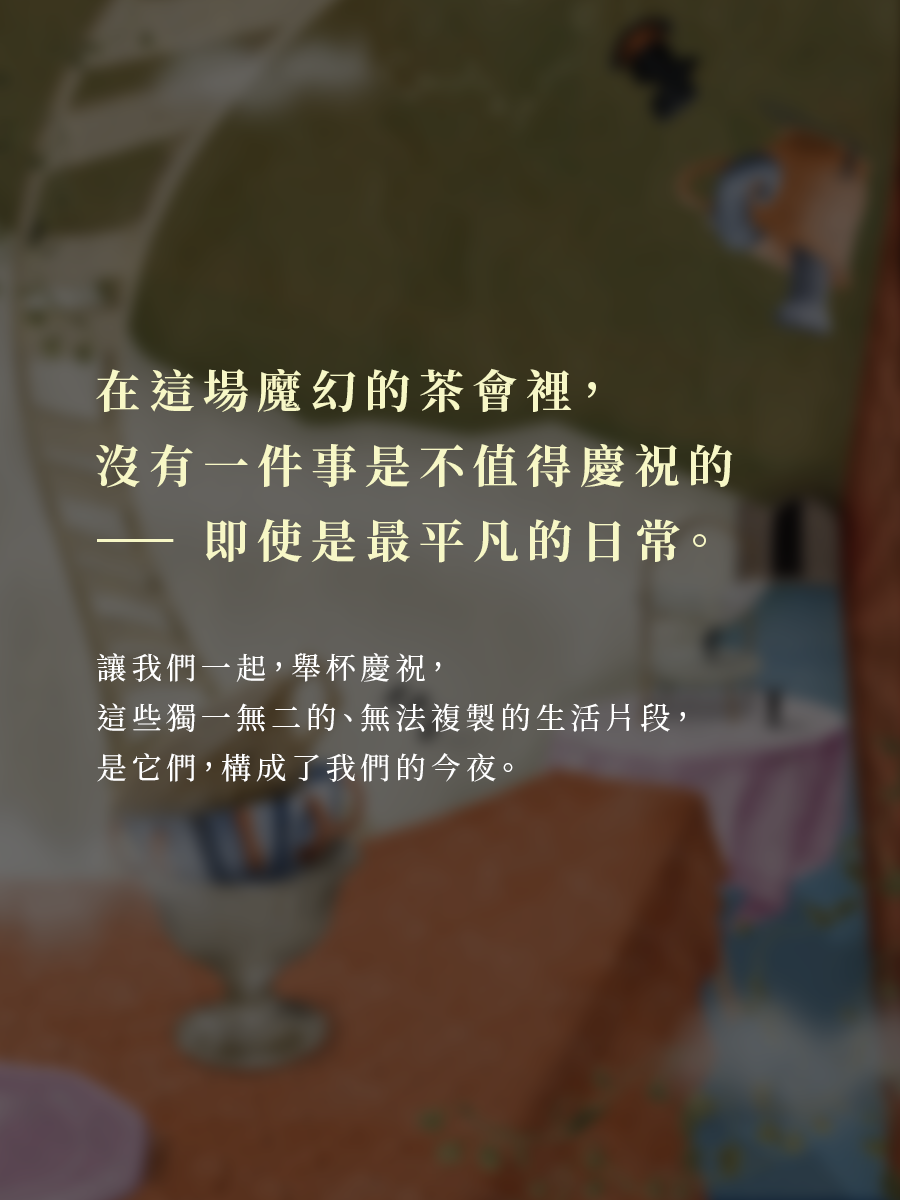 在這場魔幻的茶會裡，
沒有一件事是不值得慶祝的
—— 即使是最平凡的日常。
讓我們一起，舉杯慶祝，
這些獨一無二的、無法複製的生活片段，
是它們，構成了我們的今夜。